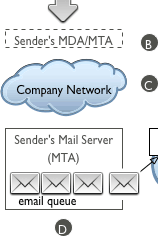 Sender's MDA/MTA
B
C
Company Network
Sender's Mail Server
(MTA)
email queue
D